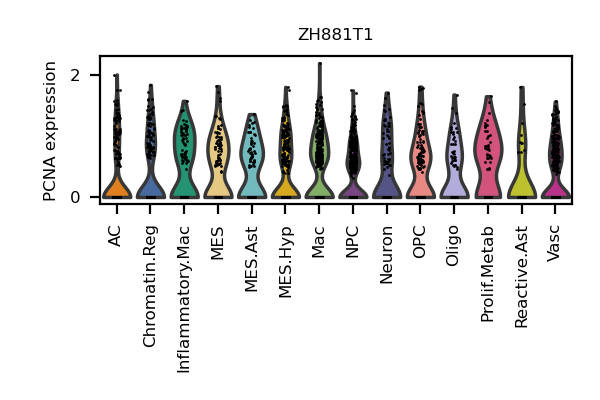 ZH881T1
PCNA expression
2
0
AC
Chromatin.Reg
Inflammatory.Mac
MES
MES.Ast
MES.Hyp
Mac
NPC
Neuron
OPC
Oligo
Prolif.Metab
Reactive.Ast
Vasc